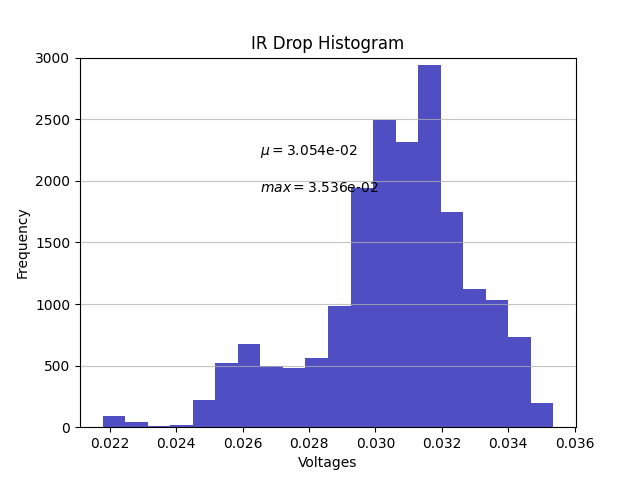 IR Drop Histogram
3000
2500
2000
1500
1000
500
0
Frequency
μ = 3.054e-02
max = 3.536e-02
0.022 0.024 0.026 0.028 0.030 0.032 0.034 0.036
Voltages